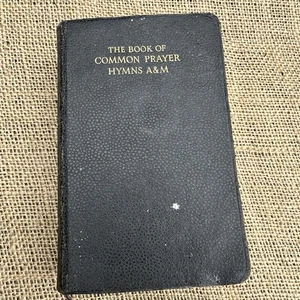 THE BOOK OF
COMMON PRAYER
HYMNS A&M